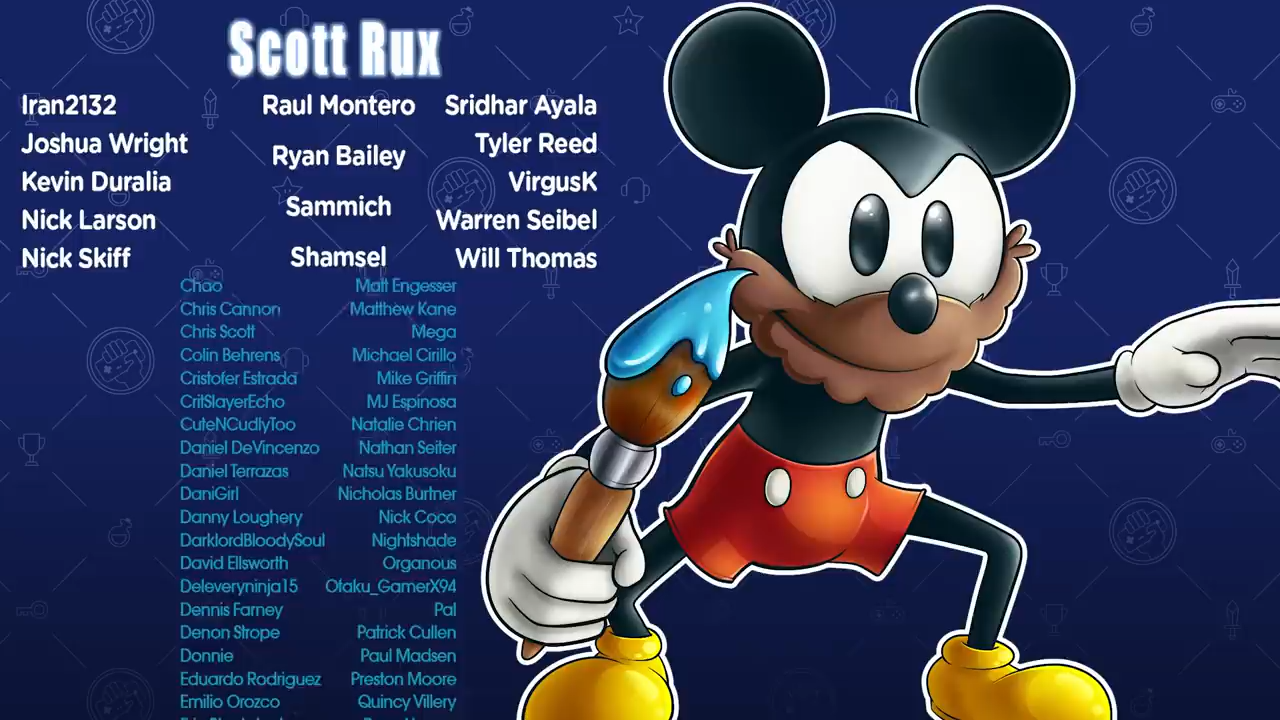 Scott Rux
Iran2132
Joshua Wright
Kevin Duralia
Nick Larson
Nick Skiff
Raul Montero
Ryan Bailey
Sammich
Shamsel
Sridhar Ayala
Tyler Reed
VirgusK
Warren Seibel
Will Thomas
Chao
Chris Cannon
Chris Scott
Colin Behrens
Cristofer Estrada
CritSlayerEcho
CuteNCudlyToo
Daniel DeVincenzo
Daniel Terrazas
DaniGirl
Danny Loughery
DarklordBloodySoul
David Ellsworth
Deleveryninja15
Dennis Farney
Denon Strope
Donnie
Eduardo Rodriguez
Emilio Orozco
Matt Engesser
Matthew Kane
Mega
Michael Cirillo
Mike Griffin
MJ Espinosa
Natalie Chrien
Nathan Seiter
Natsu Yakusoku
Nicholas Burtner
Nick Coco
Nightshade
Organous
Otaku_GamerX94
Pal
Patrick Cullen
Paul Madsen
Preston Moore
Quincy Villery